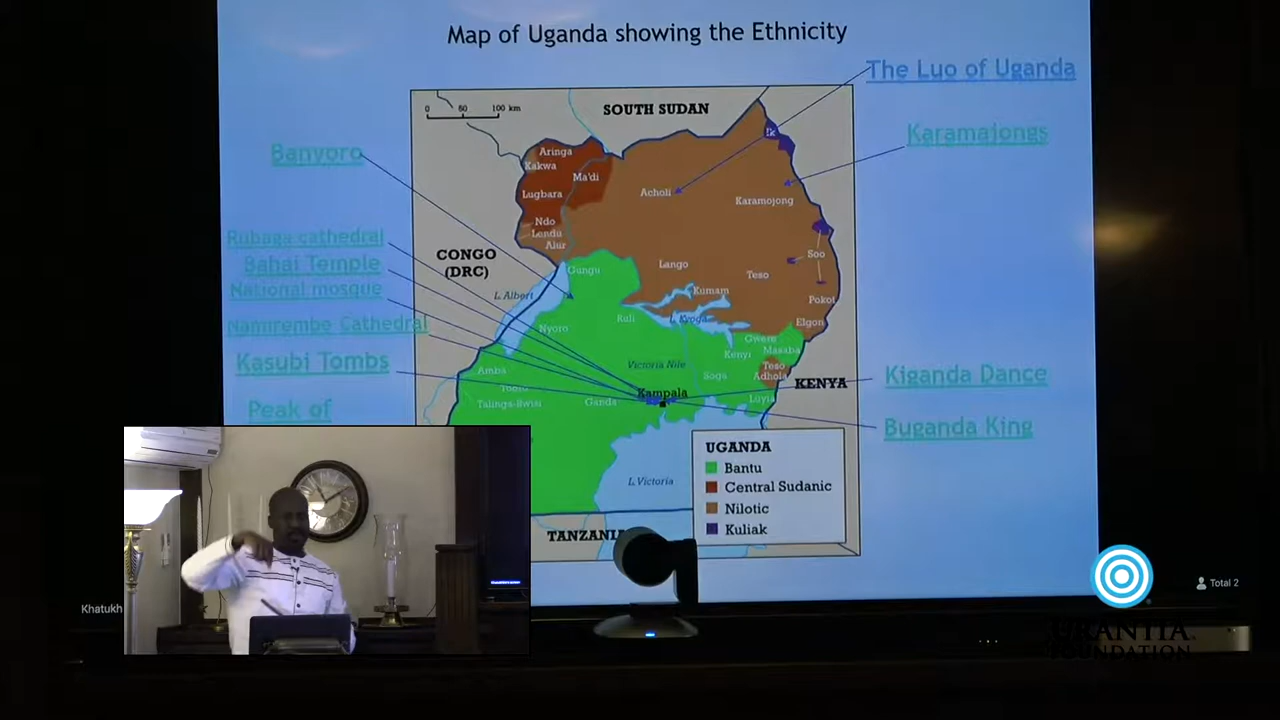 Map of Uganda showing the Ethnicity
The Luo of Uganda
Karamajongs
Banyoro
Rubaga cathedral
Bahai Temple
National mosque
Namirembe Cathedral
Kasubi Tombs
Peak of
Kiganda Dance
Buganda King
0 50 100 km
SOUTH SUDAN
Ik
Aringa
Kakwa
Ma'di
Lugbara
Acholi
Karamojong
Ndo
Lendu
Alur
CONGO
(DRC)
Soo
Gungu
Lango
Teso
L. Albert
Kumam
Pokot
Ruli
L. Kyoga
Elgon
Nyoro
Gwere
Kenyi
Masaba
Victoria Nile
Amba
Teso
Soga
Adhola
KENYA
Tooro
Kampala
Talinga-Bwisi
Ganda
Luyia
UGANDA
Bantu
Central Sudanic
Nilotic
Kuliak
L. Victoria
TANZANIA
Khatukh
Total 2
URANTIA
FOUNDATION